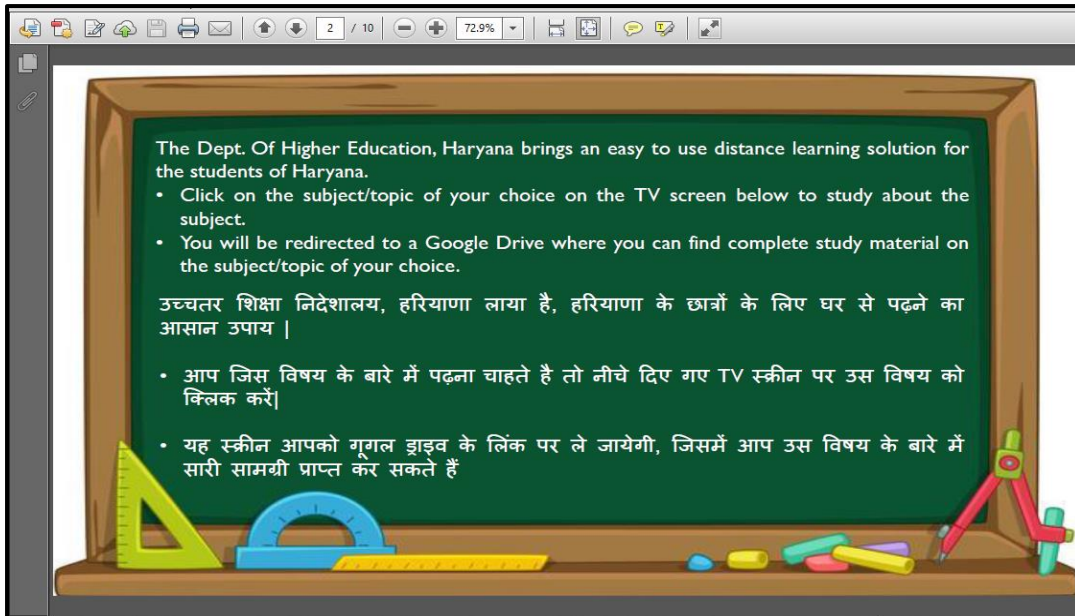 2 / 10 72.9%
The Dept. Of Higher Education, Haryana brings an easy to use distance learning solution for
the students of Haryana.
• Click on the subject/topic of your choice on the TV screen below to study about the
subject.
• You will be redirected to a Google Drive where you can find complete study material on
the subject/topic of your choice.
उच्चतर शिक्षा निदेशालय, हरियाणा लाया है, हरियाणा के छात्रों के लिए घर से पढ़ने का
आसान उपाय |
• आप जिस विषय के बारे में पढ़ना चाहते है तो नीचे दिए गए TV स्क्रीन पर उस विषय को
क्लिक करें|
• यह स्क्रीन आपको गूगल ड्राइव के लिंक पर ले जायेगी, जिसमें आप उस विषय के बारे में
सारी सामग्री प्राप्त कर सकते हैं